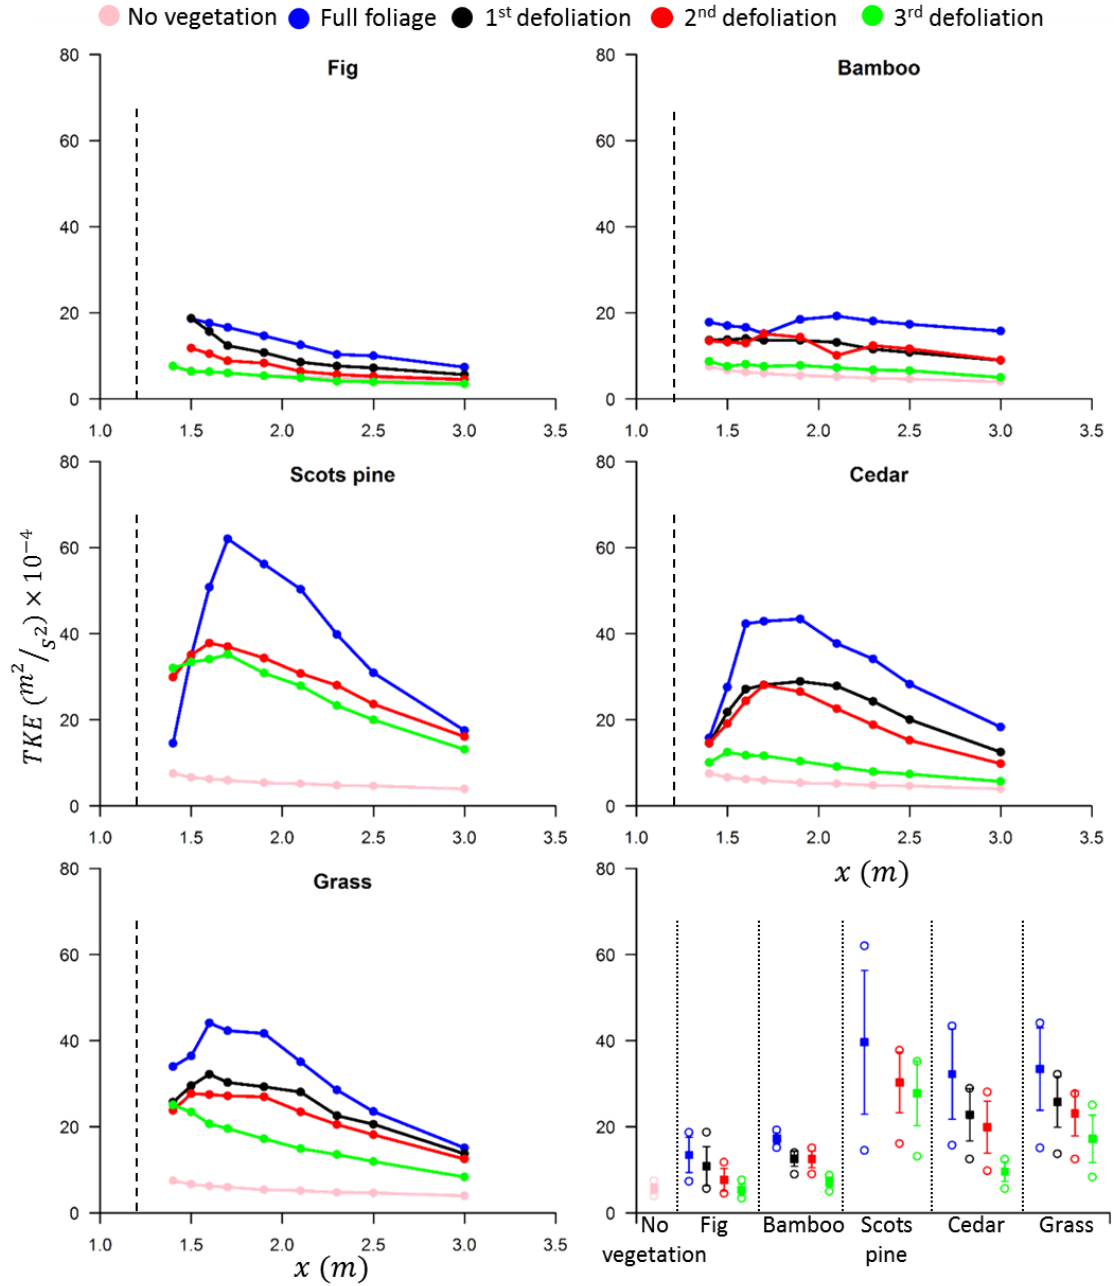 No vegetation Full foliage 1st defoliation 2nd defoliation 3rd defoliation
Fig
80
60
40
20
0
1.0 1.5 2.0 2.5 3.0 3.5
Bamboo
80
60
40
20
0
1.0 1.5 2.0 2.5 3.0 3.5
TKE (m²/s²) × 10⁻⁴
Scots pine
80
60
40
20
0
1.0 1.5 2.0 2.5 3.0 3.5
Cedar
80
60
40
20
0
1.0 1.5 2.0 2.5 3.0 3.5
x (m)
Grass
80
60
40
20
0
1.0 1.5 2.0 2.5 3.0 3.5
x (m)
80
60
40
20
0
No Fig Bamboo Scots Cedar Grass
vegetation pine